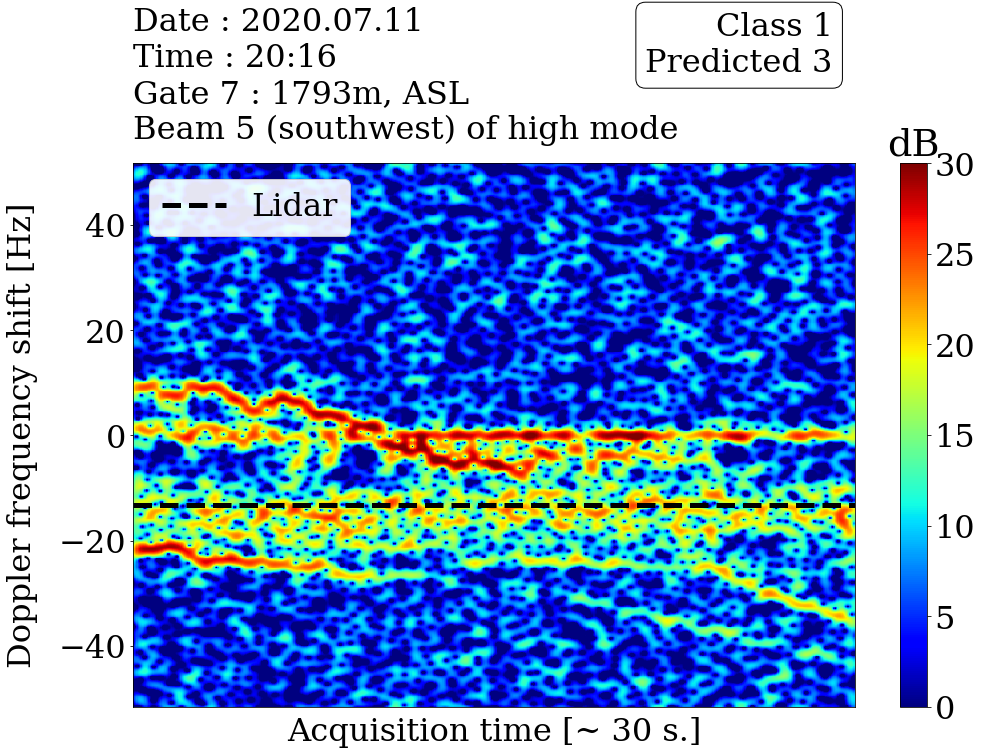 Date : 2020.07.11
Time : 20:16
Gate 7 : 1793m, ASL
Beam 5 (southwest) of high mode
Class 1
Predicted 3
dB
Lidar
Doppler frequency shift [Hz]
40
20
0
−20
−40
30
25
20
15
10
5
0
Acquisition time [~ 30 s.]